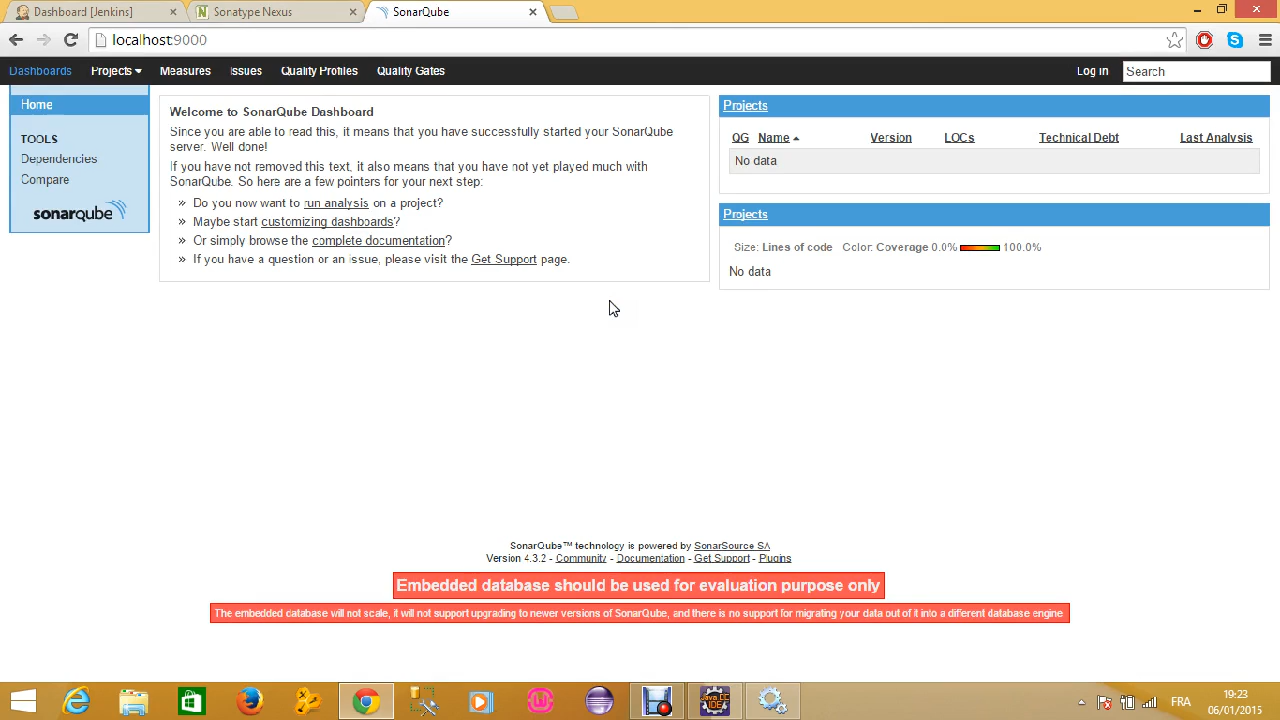 Dashboard [Jenkins]
Sonatype Nexus
SonarQube
localhost:9000
Dashboards Projects Measures Issues Quality Profiles Quality Gates Log in Search
Home
TOOLS
Dependencies
Compare
sonarqube
Welcome to SonarQube Dashboard
Since you are able to read this, it means that you have successfully started your SonarQube
server. Well done!
If you have not removed this text, it also means that you have not yet played much with
SonarQube. So here are a few pointers for your next step:
» Do you now want to run analysis on a project?
» Maybe start customizing dashboards?
» Or simply browse the complete documentation?
» If you have a question or an issue, please visit the Get Support page.
Projects
QG Name Version LOCs Technical Debt Last Analysis
No data
Projects
Size: Lines of code Color: Coverage 0.0% 100.0%
No data
SonarQube™ technology is powered by SonarSource SA
Version 4.3.2 - Community - Documentation - Get Support - Plugins
Embedded database should be used for evaluation purpose only
The embedded database will not scale, it will not support upgrading to newer versions of SonarQube, and there is no support for migrating your data out of it into a different database engine
Java EE
IDE
FRA
19:23
06/01/2015